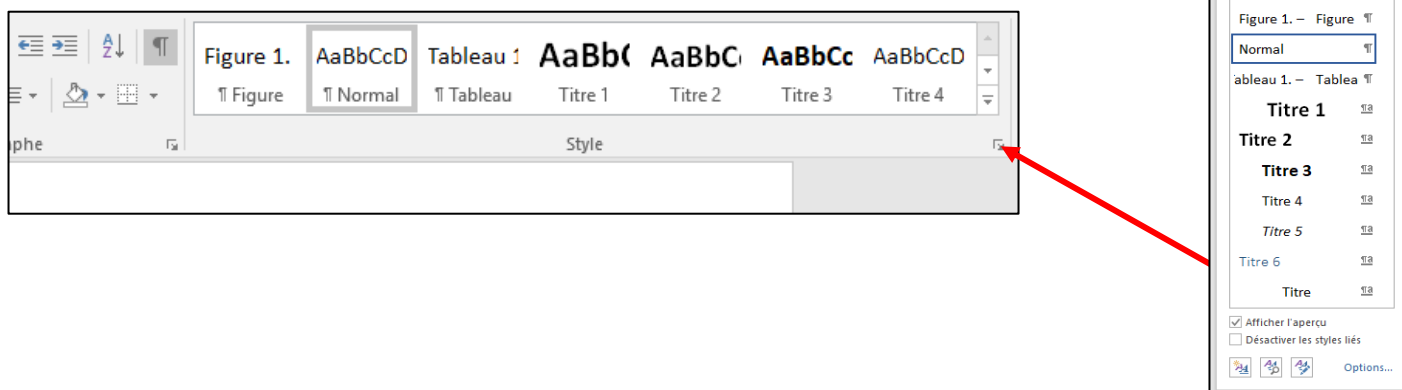 Figure 1. AaBbCcD Tableau 1 AaBb( AaBbC AaBbCc AaBbCcD
¶ Figure ¶ Normal ¶ Tableau Titre 1 Titre 2 Titre 3 Titre 4
aphe Style
Figure 1. – Figure ¶
Normal ¶
ableau 1. – Tablea ¶
Titre 1 ¶a
Titre 2 ¶a
Titre 3 ¶a
Titre 4 ¶a
Titre 5 ¶a
Titre 6 ¶a
Titre ¶a
Afficher l'aperçu
Désactiver les styles liés
Options...